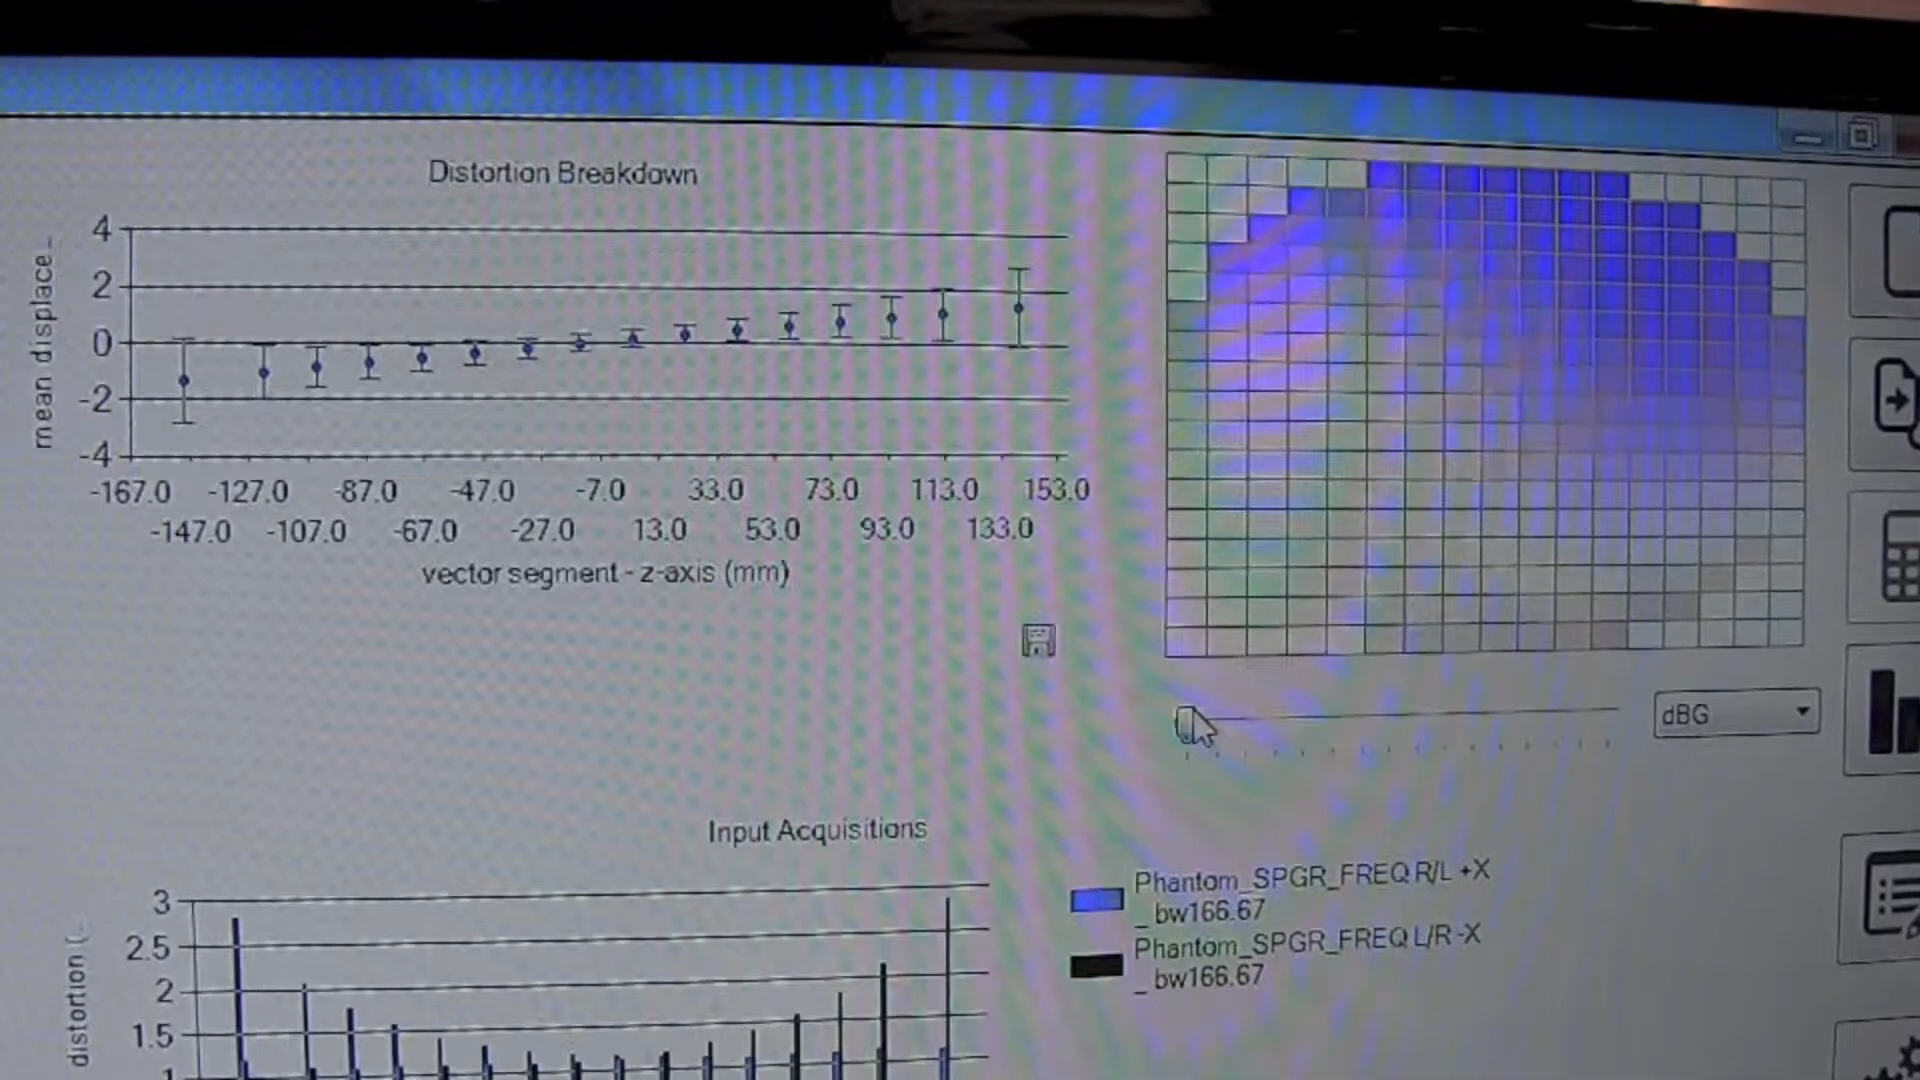 Distortion Breakdown
4
2
0
-2
-4
mean displace..
-167.0 -127.0 -87.0 -47.0 -7.0 33.0 73.0 113.0 153.0
-147.0 -107.0 -67.0 -27.0 13.0 53.0 93.0 133.0
vector segment - z-axis (mm)
dBG
Input Acquisitions
3
2.5
2
1.5
1
distortion (..
Phantom_SPGR_FREQ R/L +X
_bw166.67
Phantom_SPGR_FREQ L/R -X
_bw166.67